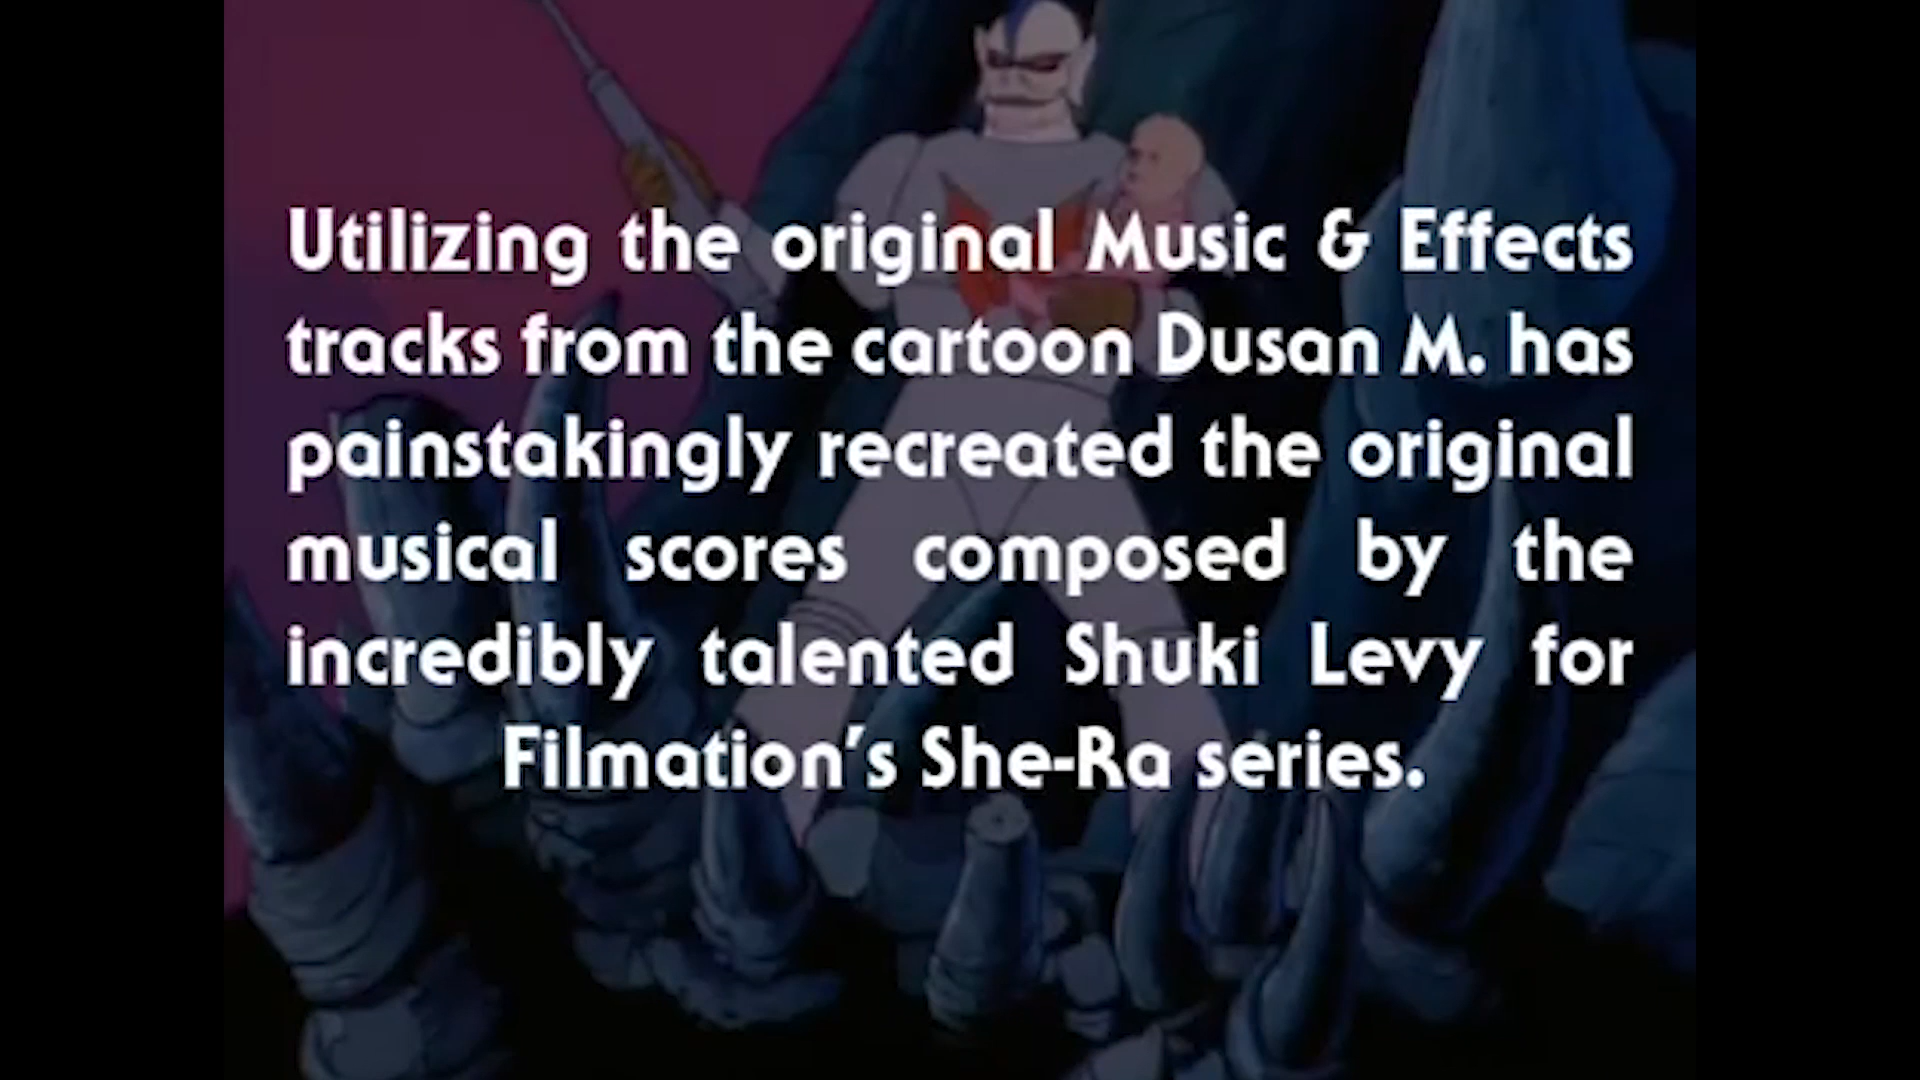 Utilizing the original Music & Effects
tracks from the cartoon Dusan M. has
painstakingly recreated the original
musical scores composed by the
incredibly talented Shuki Levy for
Filmation's She-Ra series.